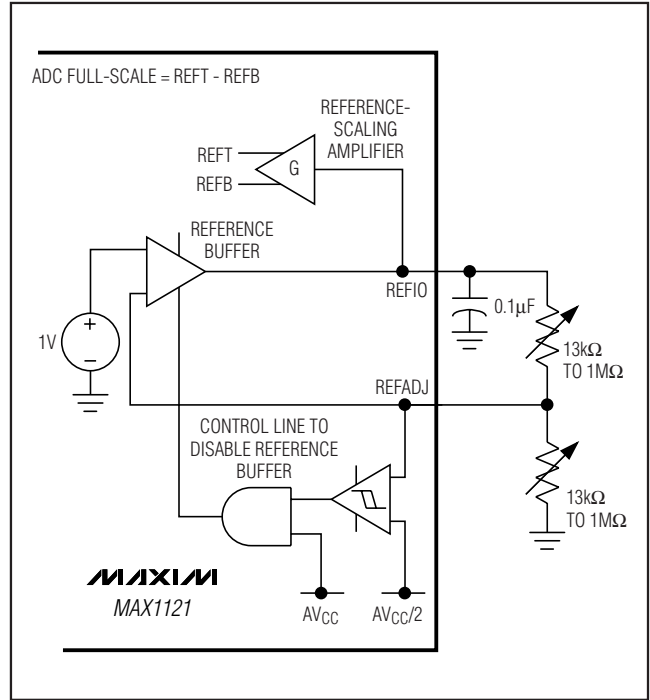 ADC FULL-SCALE = REFT - REFB
REFERENCE-
SCALING
AMPLIFIER
REFT
REFB
G
REFERENCE
BUFFER
REFIO
0.1µF
1V
+
−
13kΩ
TO 1MΩ
REFADJ
CONTROL LINE TO
DISABLE REFERENCE
BUFFER
13kΩ
TO 1MΩ
MAXIM
MAX1121
AVCC
AVCC/2